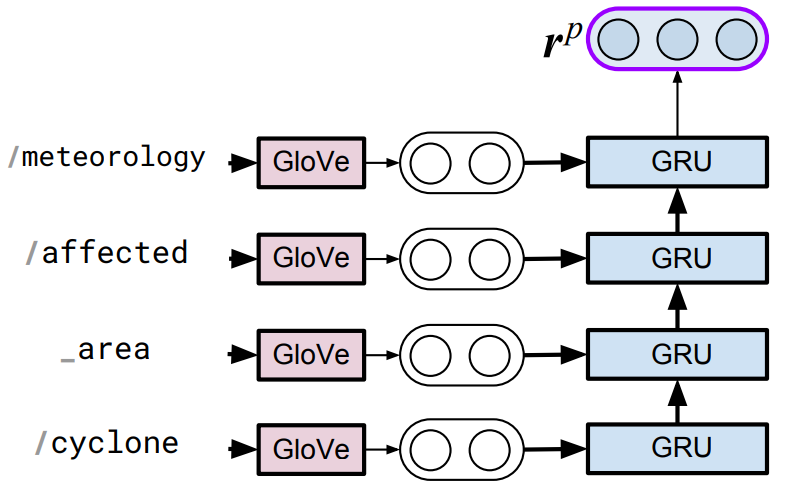 r^p
/meteorology GloVe GRU
/affected GloVe GRU
_area GloVe GRU
/cyclone GloVe GRU